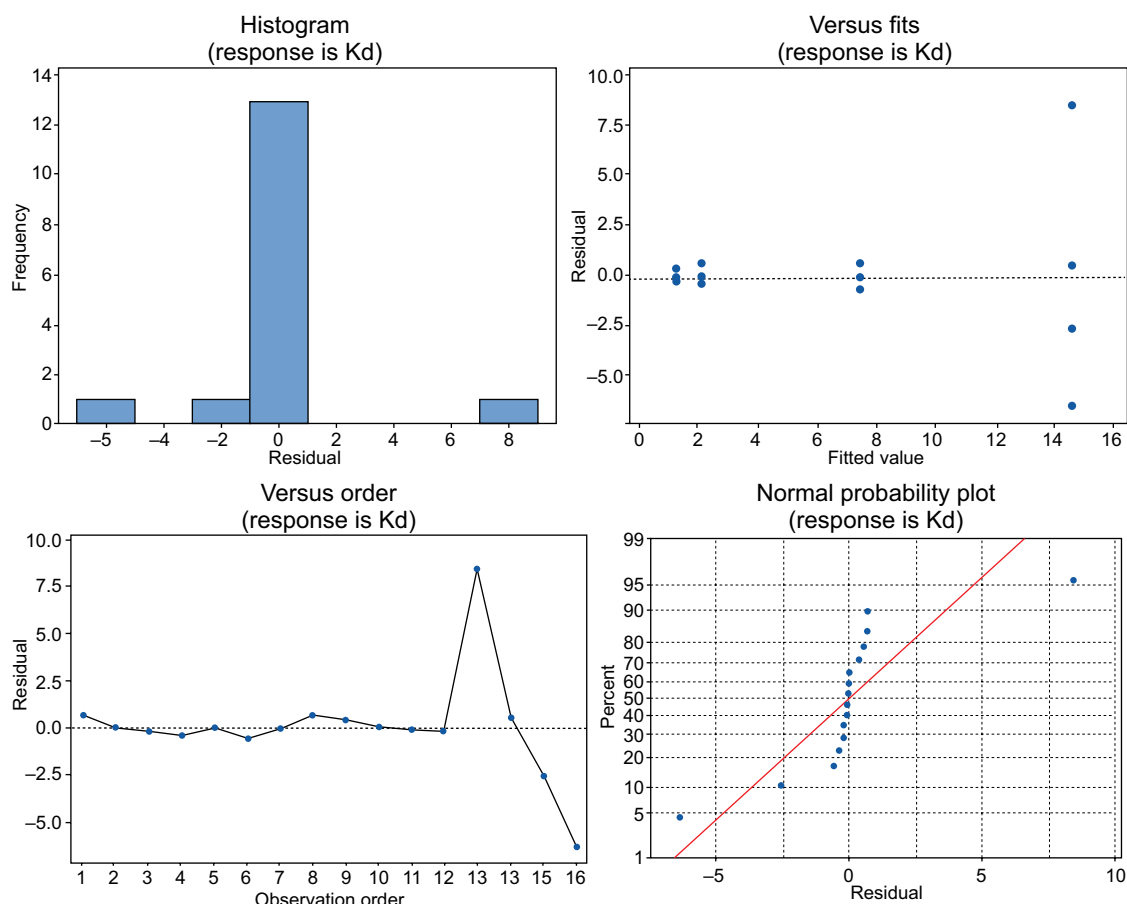 Histogram
(response is Kd)
14
12
10
8
6
4
2
0
Frequency
–5 –4 –2 0 2 4 6 8
Residual
Versus fits
(response is Kd)
10.0
7.5
5.0
2.5
0.0
–2.5
–5.0
Residual
0 2 4 6 8 10 12 14 16
Fitted value
Versus order
(response is Kd)
10.0
7.5
5.0
2.5
0.0
–2.5
–5.0
Residual
1 2 3 4 5 6 7 8 9 10 11 12 13 13 15 16
Observation order
Normal probability plot
(response is Kd)
99
95
90
80
70
60
50
40
30
20
10
5
1
Percent
–5 0 5 10
Residual